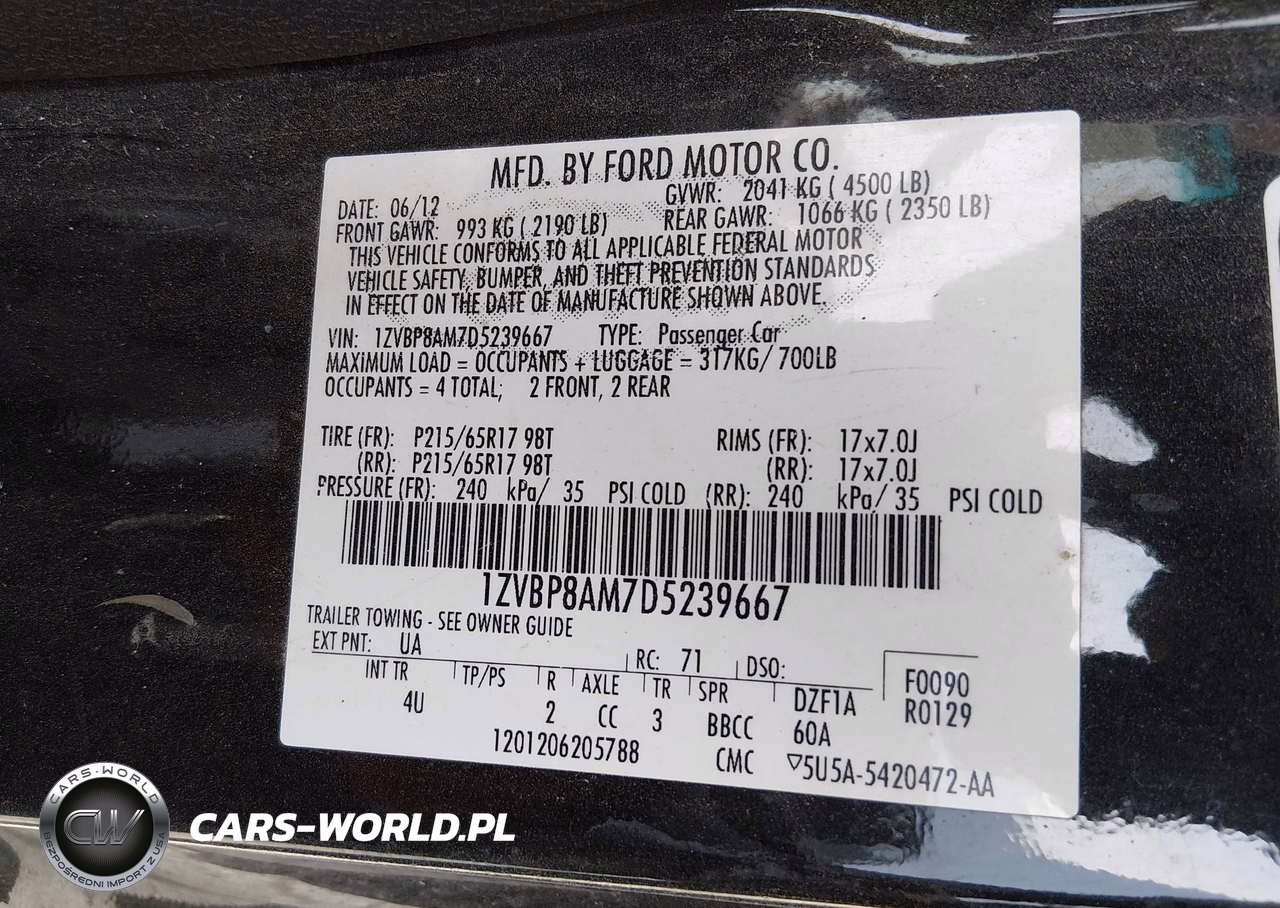 MFD. BY FORD MOTOR CO.
DATE: 06/12 GVWR: 2041 KG ( 4500 LB)
FRONT GAWR: 993 KG ( 2190 LB) REAR GAWR: 1066 KG ( 2350 LB)
THIS VEHICLE CONFORMS TO ALL APPLICABLE FEDERAL MOTOR
VEHICLE SAFETY, BUMPER, AND THEFT PREVENTION STANDARDS
IN EFFECT ON THE DATE OF MANUFACTURE SHOWN ABOVE.
VIN: 1ZVBP8AM7D5239667 TYPE: Passenger Car
MAXIMUM LOAD = OCCUPANTS + LUGGAGE = 317KG/ 700LB
OCCUPANTS = 4 TOTAL; 2 FRONT, 2 REAR
TIRE (FR): P215/65R17 98T RIMS (FR): 17x7.0J
(RR): P215/65R17 98T (RR): 17x7.0J
PRESSURE (FR): 240 kPa/ 35 PSI COLD (RR): 240 kPa/ 35 PSI COLD
1ZVBP8AM7D5239667
TRAILER TOWING - SEE OWNER GUIDE
EXT PNT: UA RC: 71 DSO: F0090
INT TR TP/PS R AXLE TR SPR DZF1A R0129
4U 2 CC 3 BBCC 60A
1201206205788 CMC ▽5U5A-5420472-AA
CARS-WORLD
CW
BEZPOŚREDNI IMPORT Z USA
CARS-WORLD.PL